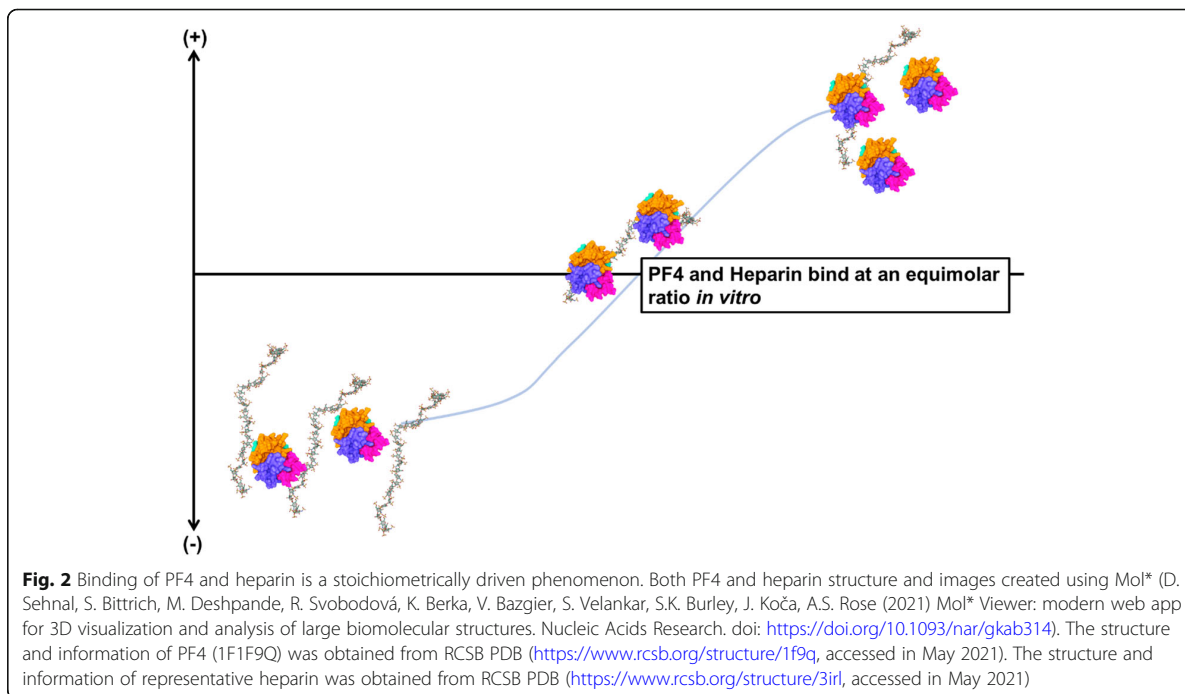 (+)
PF4 and Heparin bind at an equimolar
ratio in vitro
(-)
Fig. 2 Binding of PF4 and heparin is a stoichiometrically driven phenomenon. Both PF4 and heparin structure and images created using Mol* (D.
Sehnal, S. Bittrich, M. Deshpande, R. Svobodová, K. Berka, V. Bazgier, S. Velankar, S.K. Burley, J. Koča, A.S. Rose (2021) Mol* Viewer: modern web app
for 3D visualization and analysis of large biomolecular structures. Nucleic Acids Research. doi: https://doi.org/10.1093/nar/gkab314). The structure
and information of PF4 (1F1F9Q) was obtained from RCSB PDB (https://www.rcsb.org/structure/1f9q, accessed in May 2021). The structure and
information of representative heparin was obtained from RCSB PDB (https://www.rcsb.org/structure/3irl, accessed in May 2021)